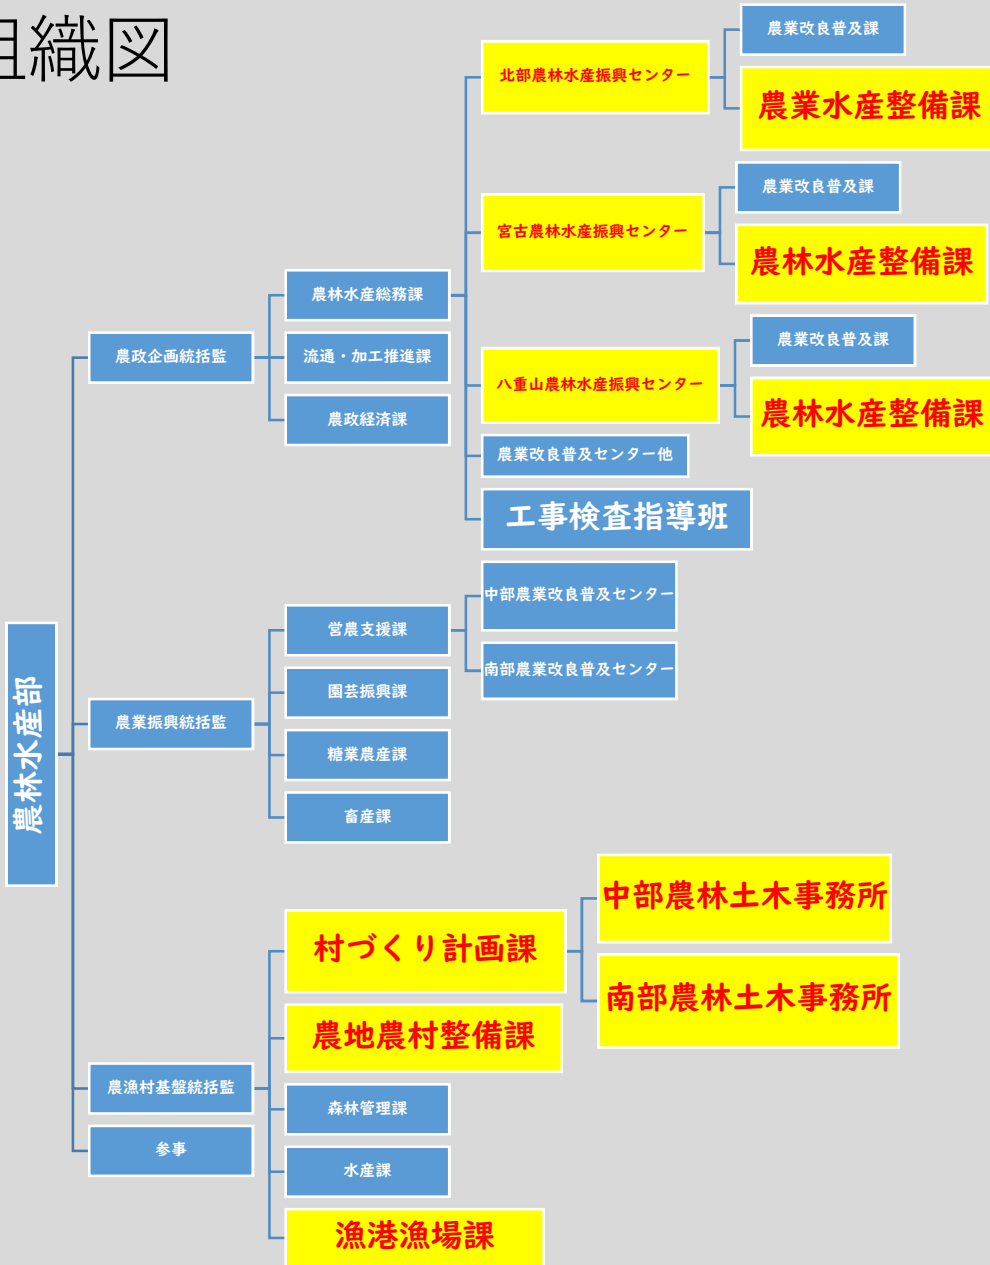 組織図
農林水産部
農政企画統括監
農林水産総務課
北部農林水産振興センター
農業改良普及課
農業水産整備課
宮古農林水産振興センター
農業改良普及課
農林水産整備課
八重山農林水産振興センター
農業改良普及課
農林水産整備課
農業改良普及センター他
工事検査指導班
流通・加工推進課
農政経済課
農業振興統括監
営農支援課
中部農業改良普及センター
南部農業改良普及センター
園芸振興課
糖業農産課
畜産課
農漁村基盤統括監
村づくり計画課
中部農林土木事務所
南部農林土木事務所
農地農村整備課
森林管理課
水産課
漁港漁場課
参事